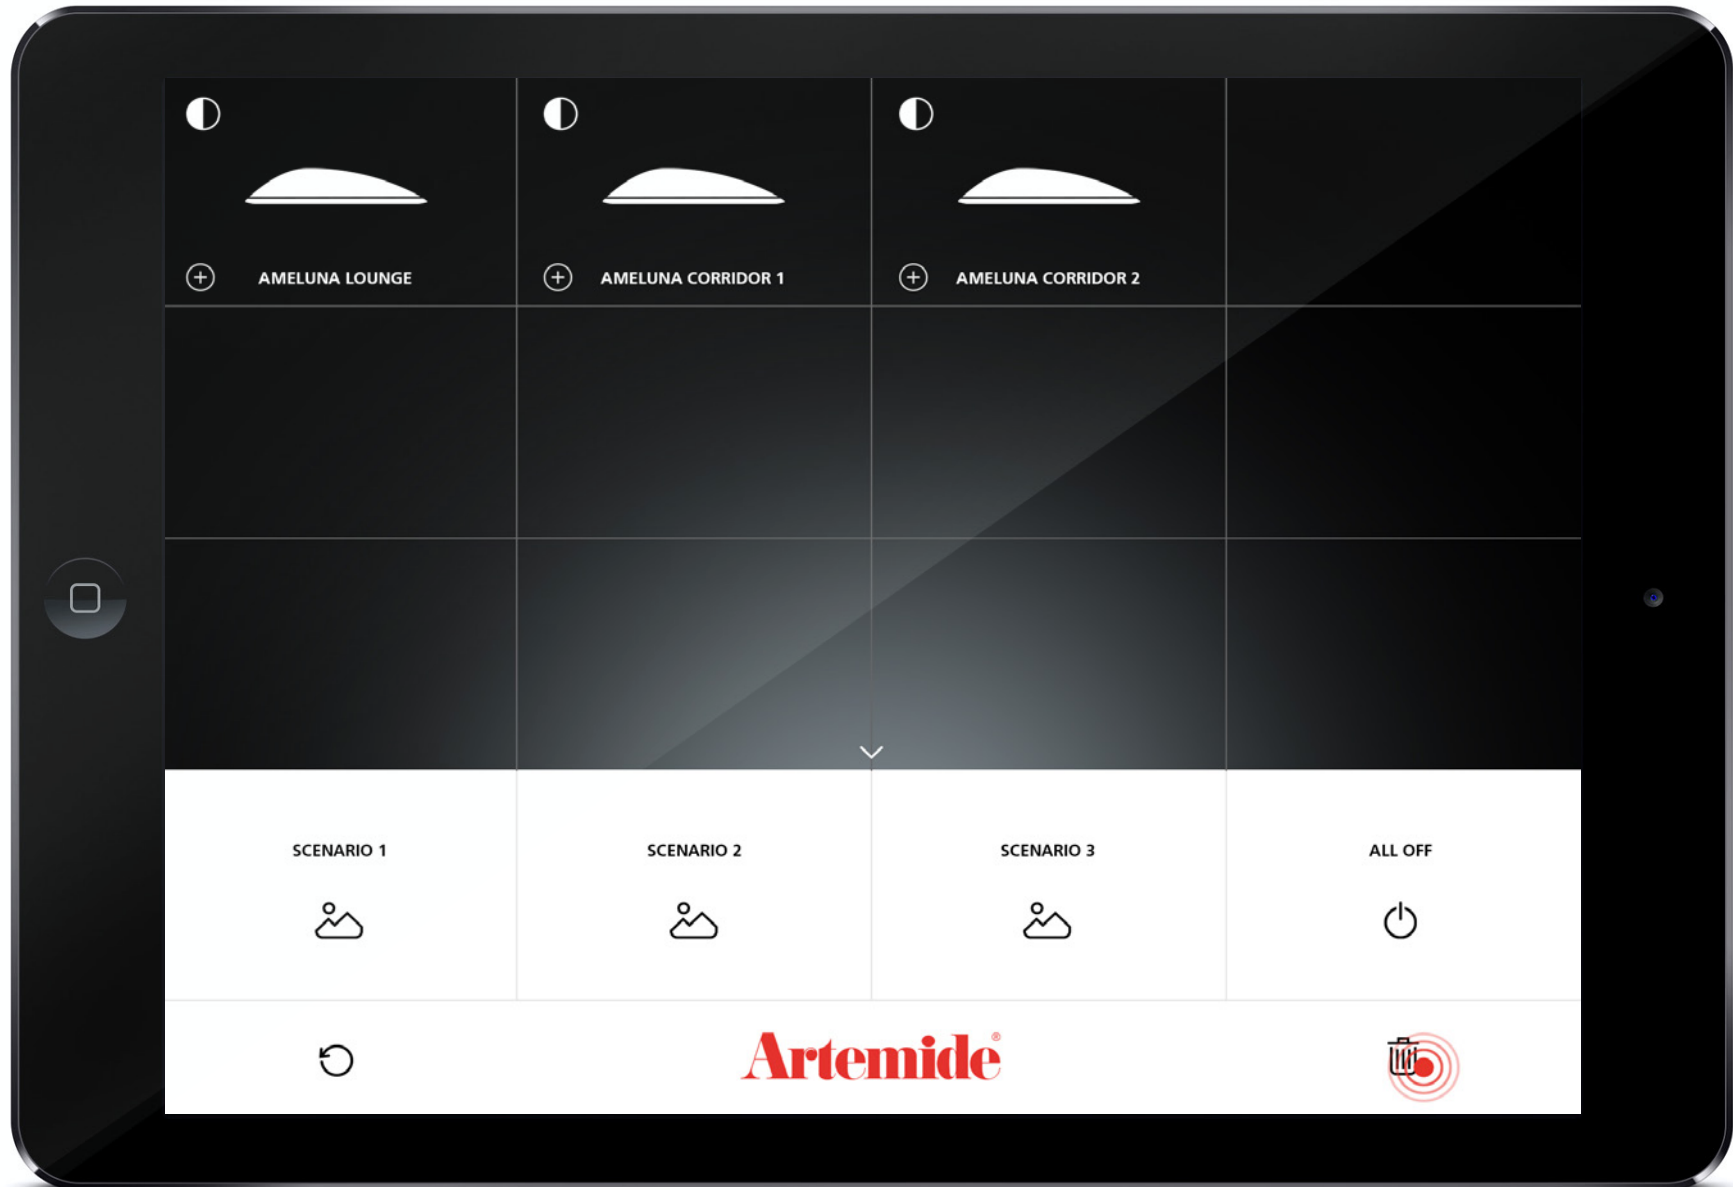 AMELUNA LOUNGE
AMELUNA CORRIDOR 1
AMELUNA CORRIDOR 2
SCENARIO 1
SCENARIO 2
SCENARIO 3
ALL OFF
Artemide®